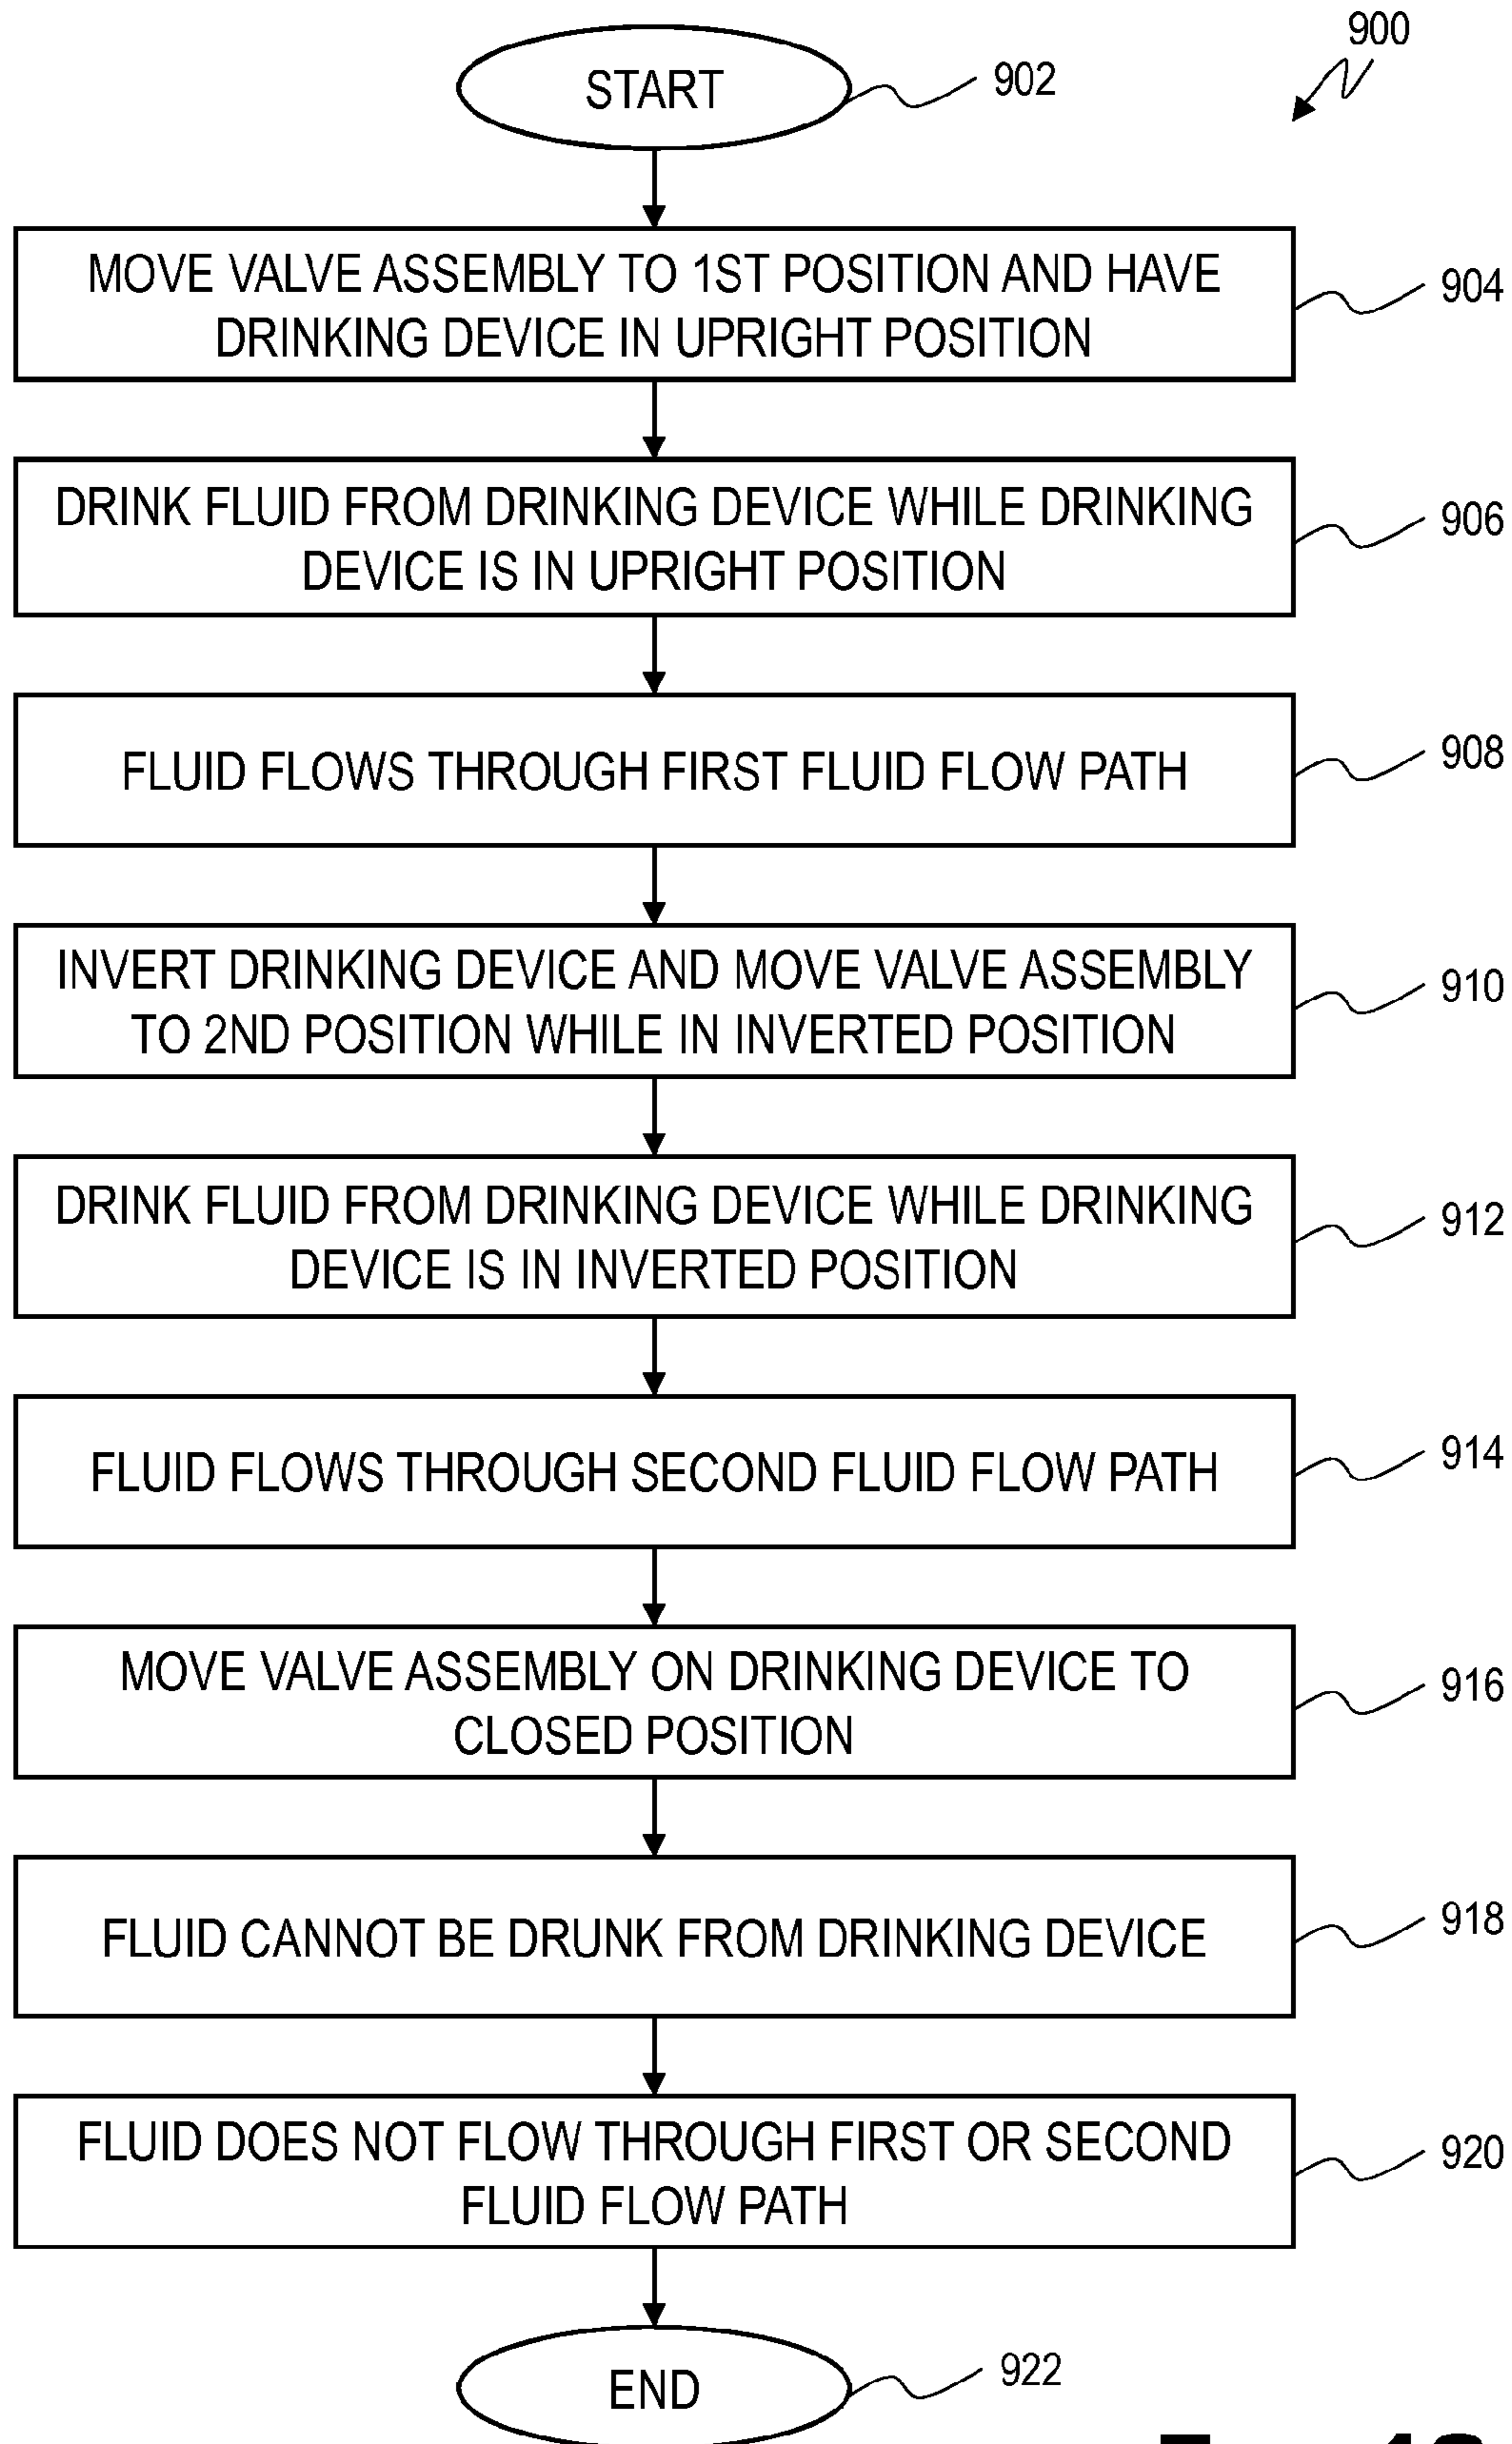 900
START
902
MOVE VALVE ASSEMBLY TO 1ST POSITION AND HAVE
DRINKING DEVICE IN UPRIGHT POSITION
904
DRINK FLUID FROM DRINKING DEVICE WHILE DRINKING
DEVICE IS IN UPRIGHT POSITION
906
FLUID FLOWS THROUGH FIRST FLUID FLOW PATH
908
INVERT DRINKING DEVICE AND MOVE VALVE ASSEMBLY
TO 2ND POSITION WHILE IN INVERTED POSITION
910
DRINK FLUID FROM DRINKING DEVICE WHILE DRINKING
DEVICE IS IN INVERTED POSITION
912
FLUID FLOWS THROUGH SECOND FLUID FLOW PATH
914
MOVE VALVE ASSEMBLY ON DRINKING DEVICE TO
CLOSED POSITION
916
FLUID CANNOT BE DRUNK FROM DRINKING DEVICE
918
FLUID DOES NOT FLOW THROUGH FIRST OR SECOND
FLUID FLOW PATH
920
END
922